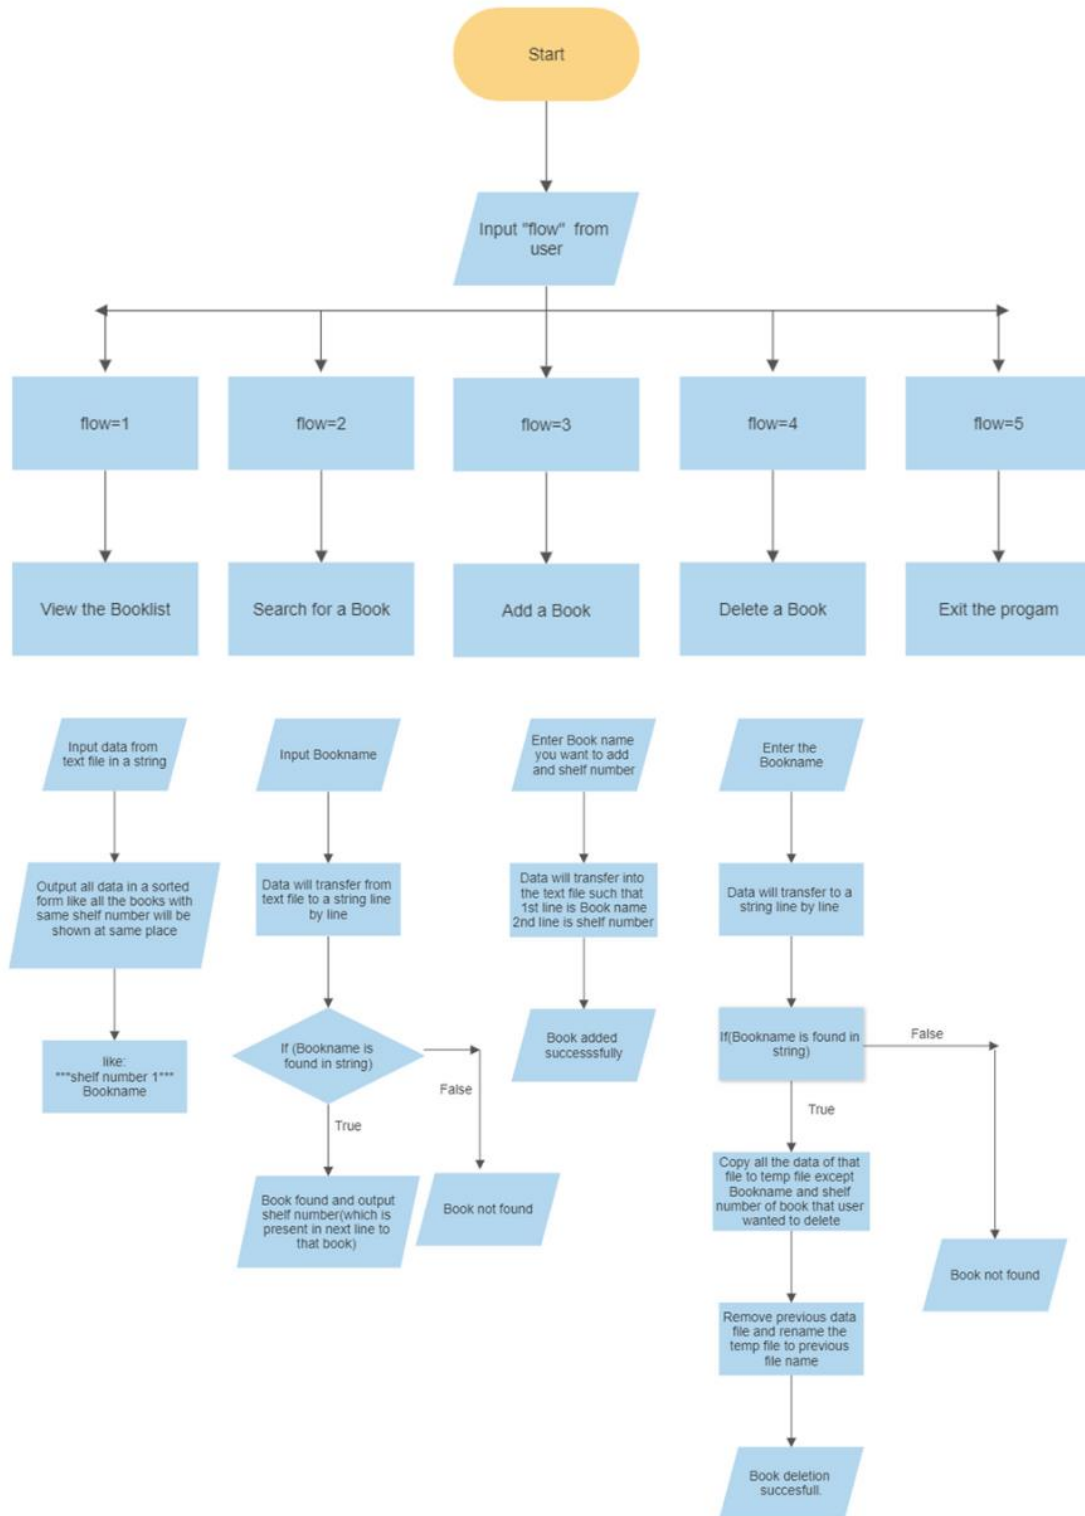 Start
Input "flow" from
user
flow=1
flow=2
flow=3
flow=4
flow=5
View the Booklist
Search for a Book
Add a Book
Delete a Book
Exit the progam
Input data from
text file in a string
Output all data in a sorted
form like all the books with
same shelf number will be
shown at same place
like:
"""shelf number 1"""
Bookname
Input Bookname
Data will transfer from
text file to a string line
by line
If (Bookname is
found in string)
False
True
Book found and output
shelf number(which is
present in next line to
that book)
Book not found
Enter Book name
you want to add
and shelf number
Data will transfer into
the text file such that
1st line is Book name
2nd line is shelf number
Book added
successsfully
Enter the
Bookname
Data will transfer to a
string line by line
If(Bookname is found in
string)
False
True
Copy all the data of that
file to temp file except
Bookname and shelf
number of book that user
wanted to delete
Book not found
Remove previous data
file and rename the
temp file to previous
file name
Book deletion
succesfull.